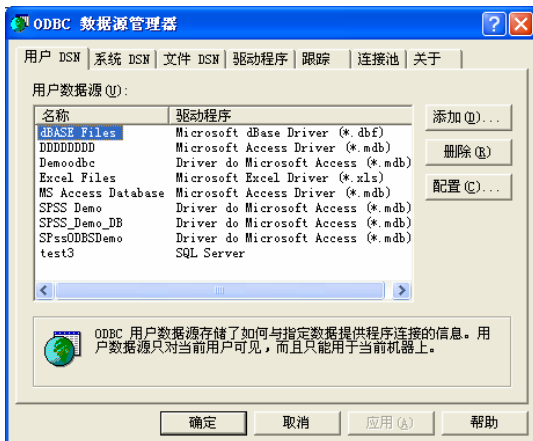 ODBC 数据源管理器
用户 DSN 系统 DSN 文件 DSN 驱动程序 跟踪 连接池 关于
用户数据源(U):
名称 驱动程序
dBASE Files Microsoft dBase Driver (*.dbf)
DDDDDDDD Microsoft Access Driver (*.mdb)
Demoodbc Driver do Microsoft Access (*.mdb)
Excel Files Microsoft Excel Driver (*.xls)
MS Access Database Microsoft Access Driver (*.mdb)
SPSS Demo Driver do Microsoft Access (*.mdb)
SPSS_Demo_DB Driver do Microsoft Access (*.mdb)
SPssODBSDemo Driver do Microsoft Access (*.mdb)
test3 SQL Server
添加(D)...
删除(R)
配置(C)...
ODBC 用户数据源存储了如何与指定数据提供程序连接的信息。用
户数据源只对当前用户可见，而且只能用于当前机器上。
确定 取消 应用(A) 帮助